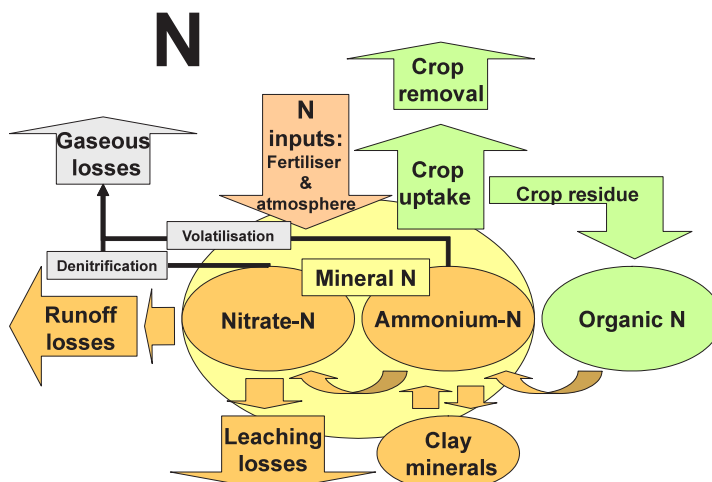 N
Crop
removal
N
inputs:
Fertiliser
&
atmosphere
Gaseous
losses
Crop
uptake
Crop residue
Volatilisation
Denitrification
Mineral N
Runoff
losses
Nitrate-N
Ammonium-N
Organic N
Leaching
losses
Clay
minerals